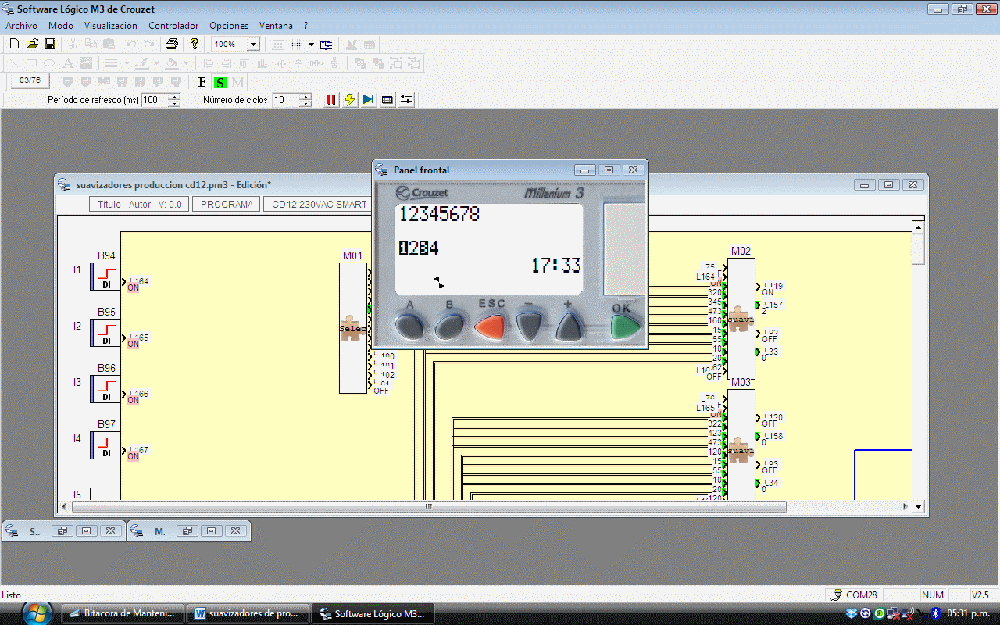 Software Lógico M3 de Crouzet
Archivo Modo Visualización Controlador Opciones Ventana ?
100%
03/76 E S M
Período de refresco (ms) 100 Número de ciclos 10
Panel frontal
suavizadores produccion cd12.pm3 - Edición*
Título - Autor - V: 0.0 PROGRAMA CD12 230VAC SMART
Crouzet Millenium 3
12345678
1234
17:33
A B ESC − + OK
I1 B94 DI L164 ON
I2 B95 DI L165 ON
I3 B96 DI L166 ON
I4 B97 DI L167 ON
I5
M01
Selec
L100
L101
L102
L81
OFF
M02
L75
L164
ON
320
345
473
160
15
55
10
20
OFF
suavi
L119
ON
L157
2
L92
OFF
L33
0
M03
L76
L165
ON
322
423
473
120
15
55
10
20
120
suavi
L120
OFF
L158
0
L93
OFF
L34
0
S.. M.
Listo COM28 NUM V2.5
Bitacora de Manteni... suavizadores de pro... Software Lógico M3... 05:31 p.m.